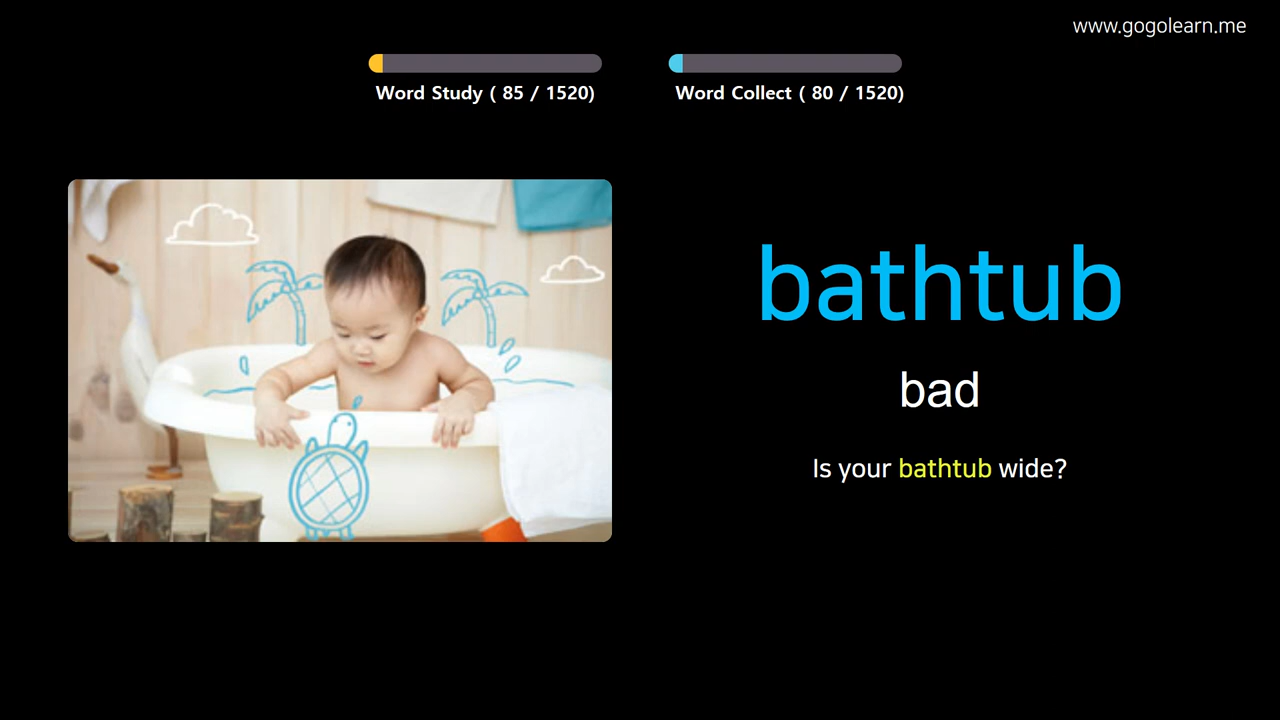 www.gogolearn.me
Word Study ( 85 / 1520)
Word Collect ( 80 / 1520)
bathtub
bad
Is your bathtub wide?